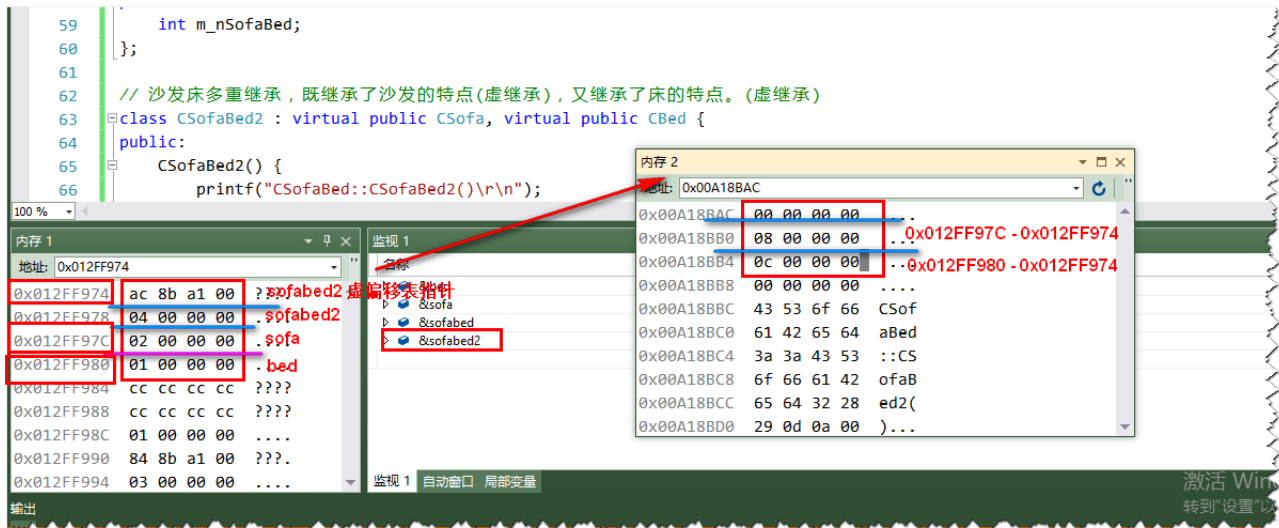 59 int m_nSofaBed;
60 };
61
62 // 沙发床多重继承，既继承了沙发的特点(虚继承)，又继承了床的特点。(虚继承)
63 class CSofaBed2 : virtual public CSofa, virtual public CBed {
64 public:
65 CSofaBed2() {
66 printf("CSofaBed::CSofaBed2()\r\n");
100 %
内存 1
地址: 0x012FF974
0x012FF974 ac 8b a1 00 ????
0x012FF978 04 00 00 00 ....
0x012FF97C 02 00 00 00 ....
0x012FF980 01 00 00 00 ....
0x012FF984 cc cc cc cc ????
0x012FF988 cc cc cc cc ????
0x012FF98C 01 00 00 00 ....
0x012FF990 84 8b a1 00 ???.
0x012FF994 03 00 00 00 ....
sofabed2 虚偏移表指针
sofabed2
sofa
bed
监视 1
名称
&sofa
&sofabed
&sofabed2
监视 1 自动窗口 局部变量
内存 2
地址: 0x00A18BAC
0x00A18BAC 00 00 00 00 ....
0x00A18BB0 08 00 00 00 ....
0x00A18BB4 0c 00 00 00 ....
0x00A18BB8 00 00 00 00 ....
0x00A18BBC 43 53 6f 66 CSof
0x00A18BC0 61 42 65 64 aBed
0x00A18BC4 3a 3a 43 53 ::CS
0x00A18BC8 6f 66 61 42 ofaB
0x00A18BCC 65 64 32 28 ed2(
0x00A18BD0 29 0d 0a 00 )...
0x012FF97C - 0x012FF974
0x012FF980 - 0x012FF974
激活 Win
转到"设置"以
输出